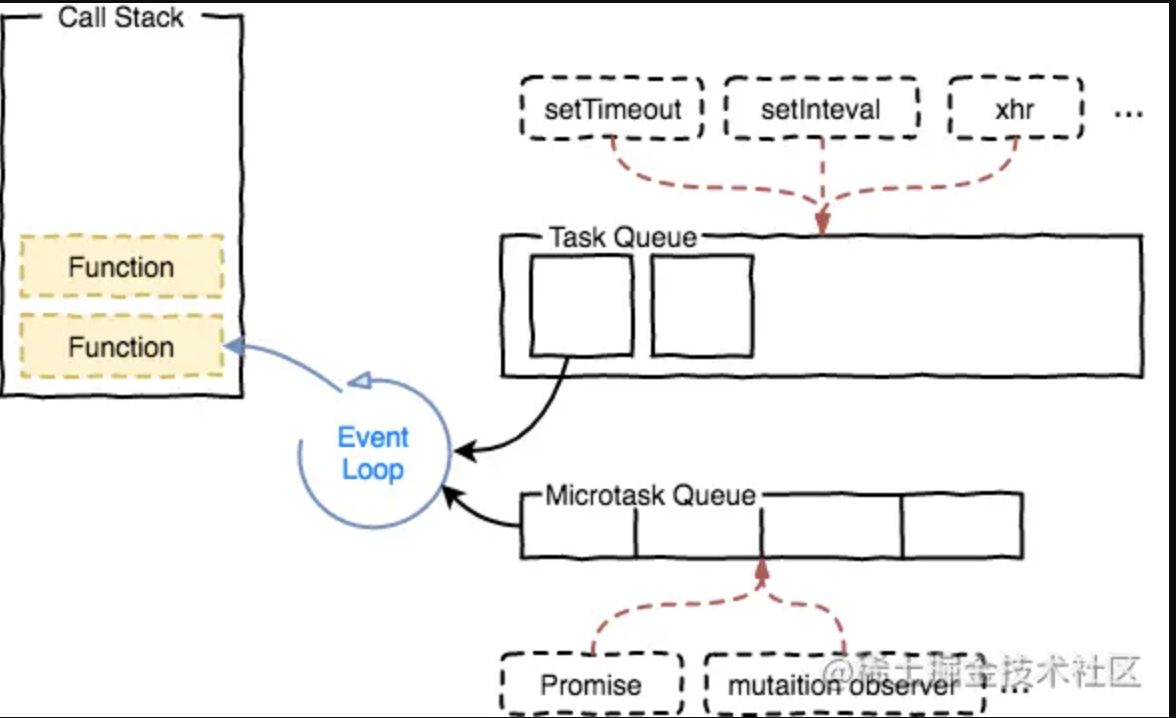 Call Stack
setTimeout
setInteval
xhr
...
Task Queue
Function
Function
Event
Loop
Microtask Queue
Promise
mutaition observer
...
@稀土掘金技术社区